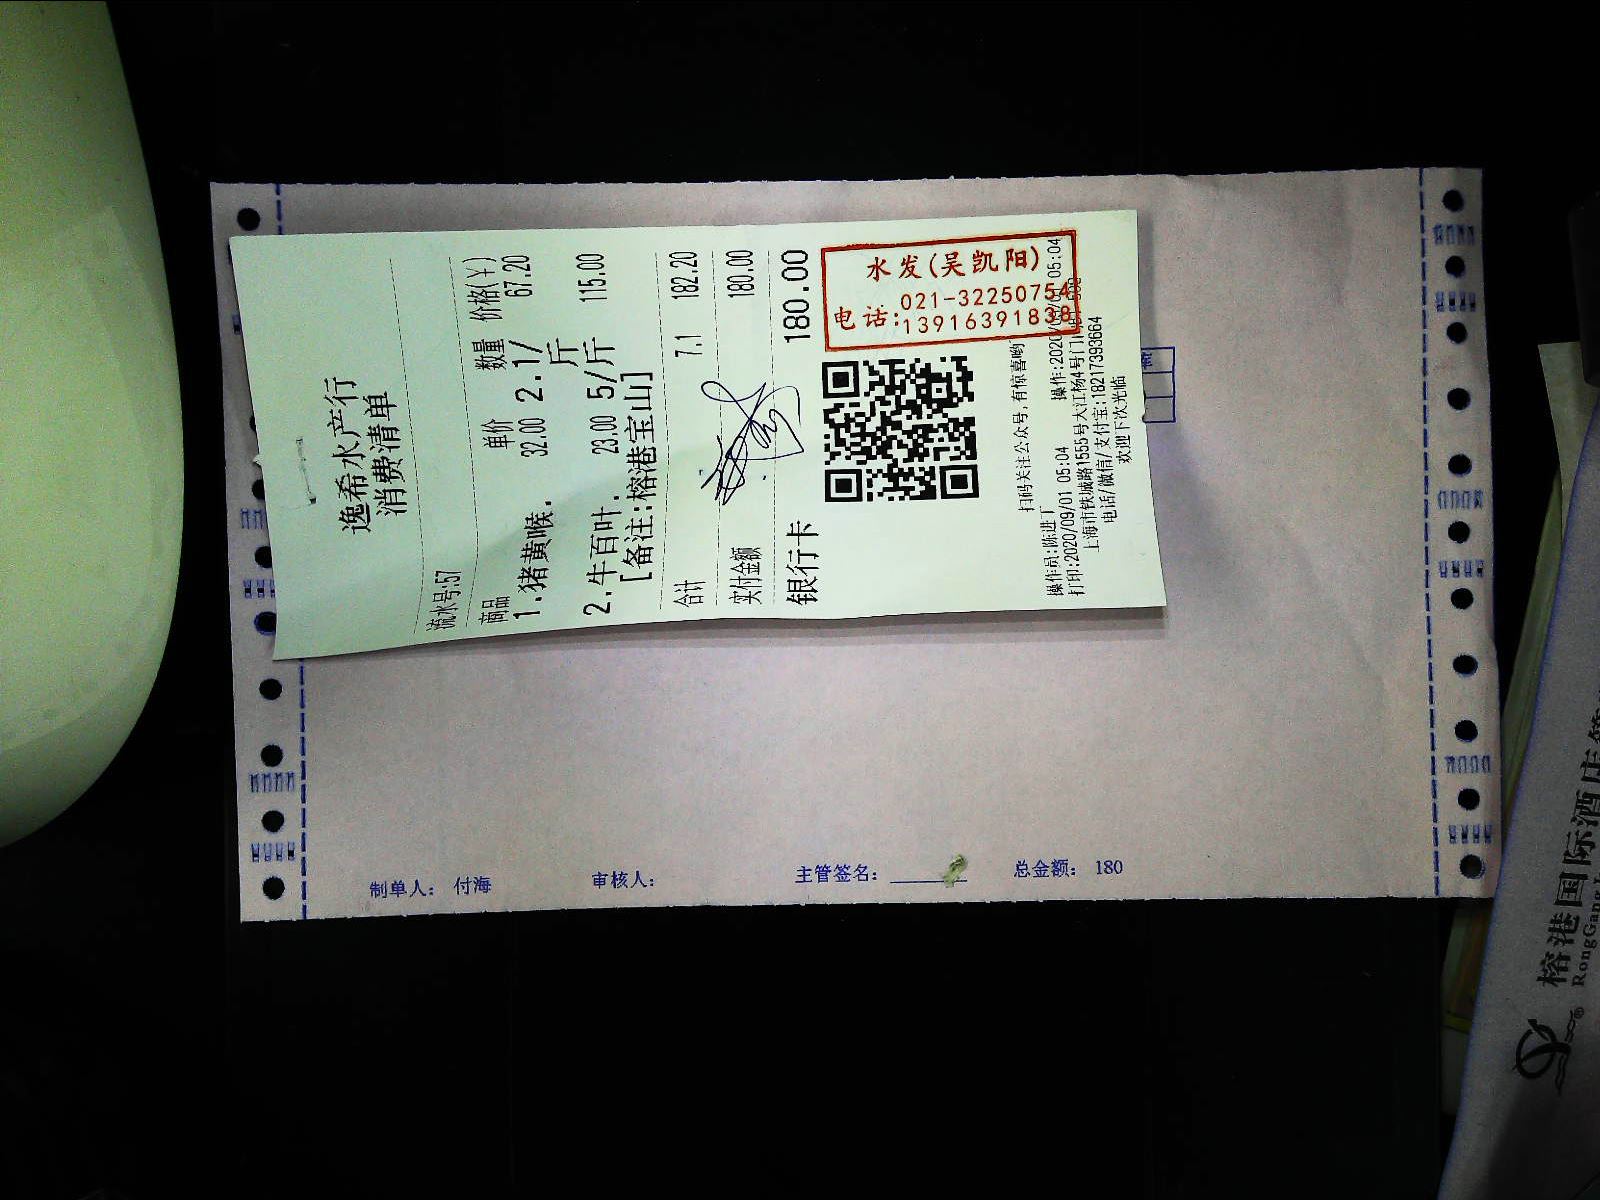 逸希水产行
消费清单
流水号:57
商品 单价 数量 价格(¥)
1.猪黄喉. 32.00 2.1/斤 67.20
2.牛百叶. 23.00 5/斤 115.00
[备注:榕港宝山]
合计 7.1 182.20
实付金额 180.00
银行卡 180.00
水发(吴凯阳)
电话:021-32250754
13916391838
扫码关注公众号,有惊喜哟
操作员:陈进丁 操作:2020/09/01 05:04
打印:2020/09/01 05:04
上海市铁城路1555号大江杨4号门
电话/微信/支付宝:18217393664
欢迎下次光临
制单人: 付海 审核人: 主管签名: 总金额: 180
榕港国际酒店
RongGang